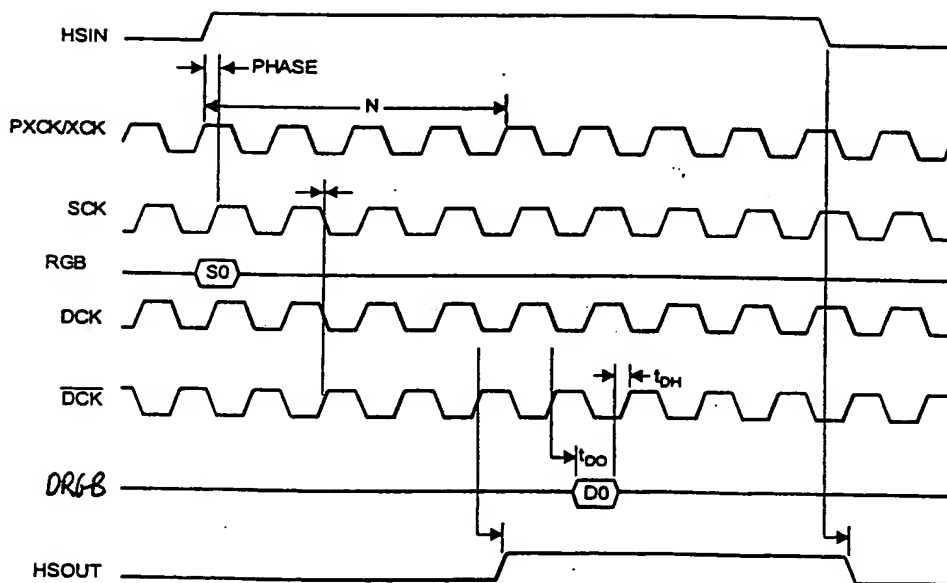 HSIN
PHASE
N
PXCK/XCK
SCK
RGB
S0
DCK
DCK
tDH
tDO
DRGB
D0
HSOUT